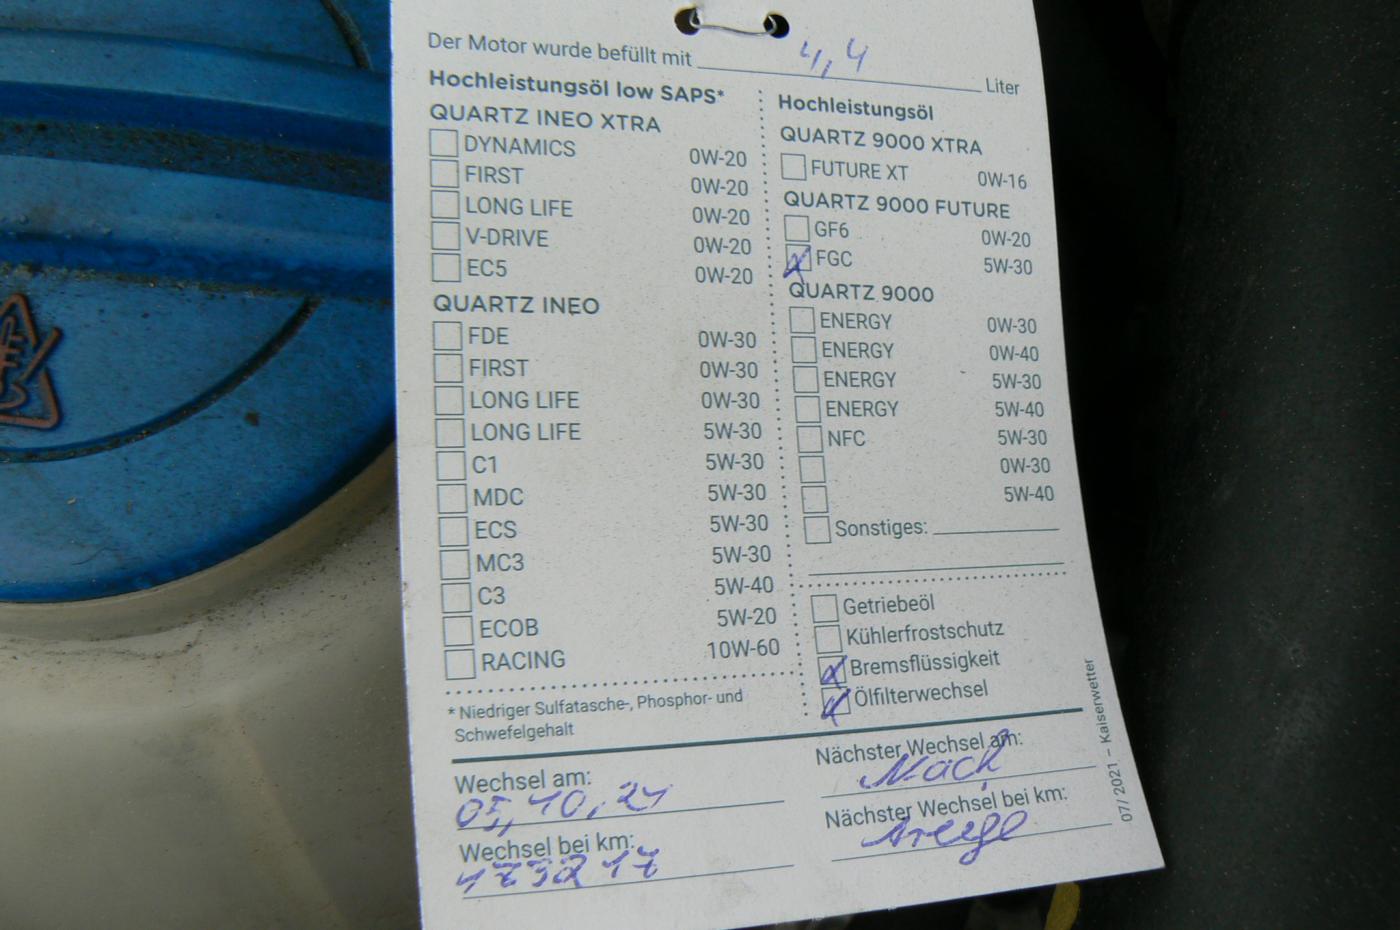 Der Motor wurde befüllt mit 4,4 Liter
Hochleistungsöl low SAPS*
QUARTZ INEO XTRA
DYNAMICS 0W-20
FIRST 0W-20
LONG LIFE 0W-20
V-DRIVE 0W-20
EC5 0W-20
QUARTZ INEO
FDE 0W-30
FIRST 0W-30
LONG LIFE 0W-30
LONG LIFE 5W-30
C1 5W-30
MDC 5W-30
ECS 5W-30
MC3 5W-30
C3 5W-40
ECOB 5W-20
RACING 10W-60
* Niedriger Sulfatasche-, Phosphor- und
Schwefelgehalt
Hochleistungsöl
QUARTZ 9000 XTRA
FUTURE XT 0W-16
QUARTZ 9000 FUTURE
GF6 0W-20
x FGC 5W-30
QUARTZ 9000
ENERGY 0W-30
ENERGY 0W-40
ENERGY 5W-30
ENERGY 5W-40
NFC 5W-30
0W-30
5W-40
Sonstiges:
Getriebeöl
Kühlerfrostschutz
x Bremsflüssigkeit
x Ölfilterwechsel
Wechsel am:
05,10,21
Wechsel bei km:
173217
Nächster Wechsel am:
Nach
Nächster Wechsel bei km:
Anzeige
07/2021 – Kaiserwetter